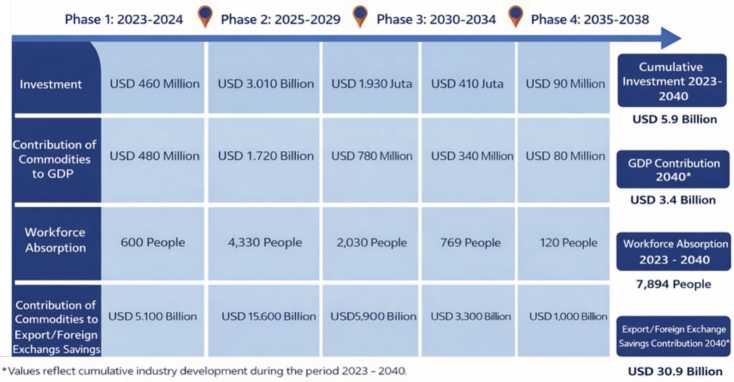 Phase 1: 2023-2024 Phase 2: 2025-2029 Phase 3: 2030-2034 Phase 4: 2035-2038
Investment USD 460 Million USD 3.010 Billion USD 1.930 Juta USD 410 Juta USD 90 Million
Cumulative
Investment 2023-
2040
USD 5.9 Billion
Contribution of
Commodities
to GDP
USD 480 Million USD 1.720 Billion USD 780 Million USD 340 Million USD 80 Million
GDP Contribution
2040*
USD 3.4 Billion
Workforce
Absorption
600 People 4,330 People 2,030 People 769 People 120 People
Workforce Absorption
2023 - 2040
7,894 People
Contribution of
Commodities to
Export/Foreign
Exchangs Savings
USD 5.100 Billion USD 15.600 Billion USD5,900 Bilion USD 3,300 Billion USD 1,000 Billion
Export/Foreign Exchange
Savings Contribution 2040*
USD 30.9 Billion
*Values reflect cumulative industry development during the period 2023 - 2040.